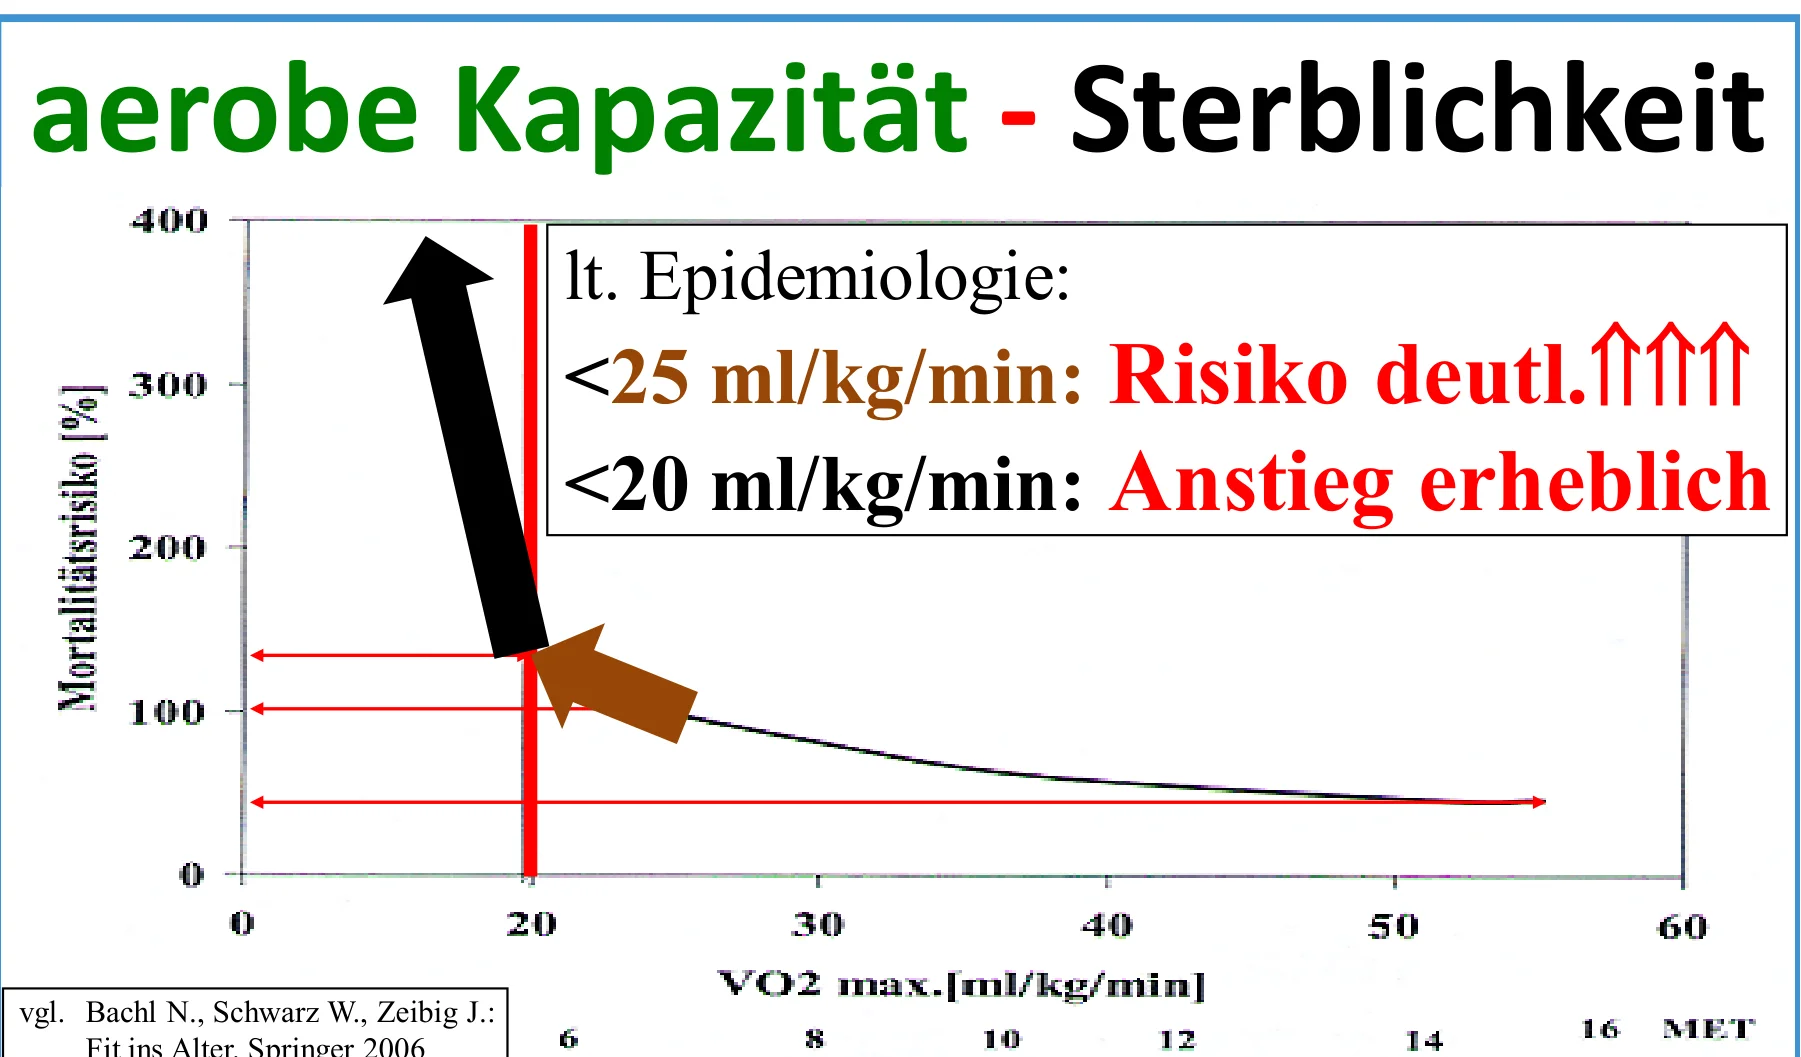 aerobe Kapazität - Sterblichkeit
400
300
200
100
0
Mortalitätsrisiko [%]
lt. Epidemiologie:
<25 ml/kg/min: Risiko deutl.⇑⇑⇑
<20 ml/kg/min: Anstieg erheblich
0 20 30 40 50 60
VO2 max.[ml/kg/min]
6 8 10 12 14 16 MET
vgl. Bachl N., Schwarz W., Zeibig J.:
Fit ins Alter. Springer 2006